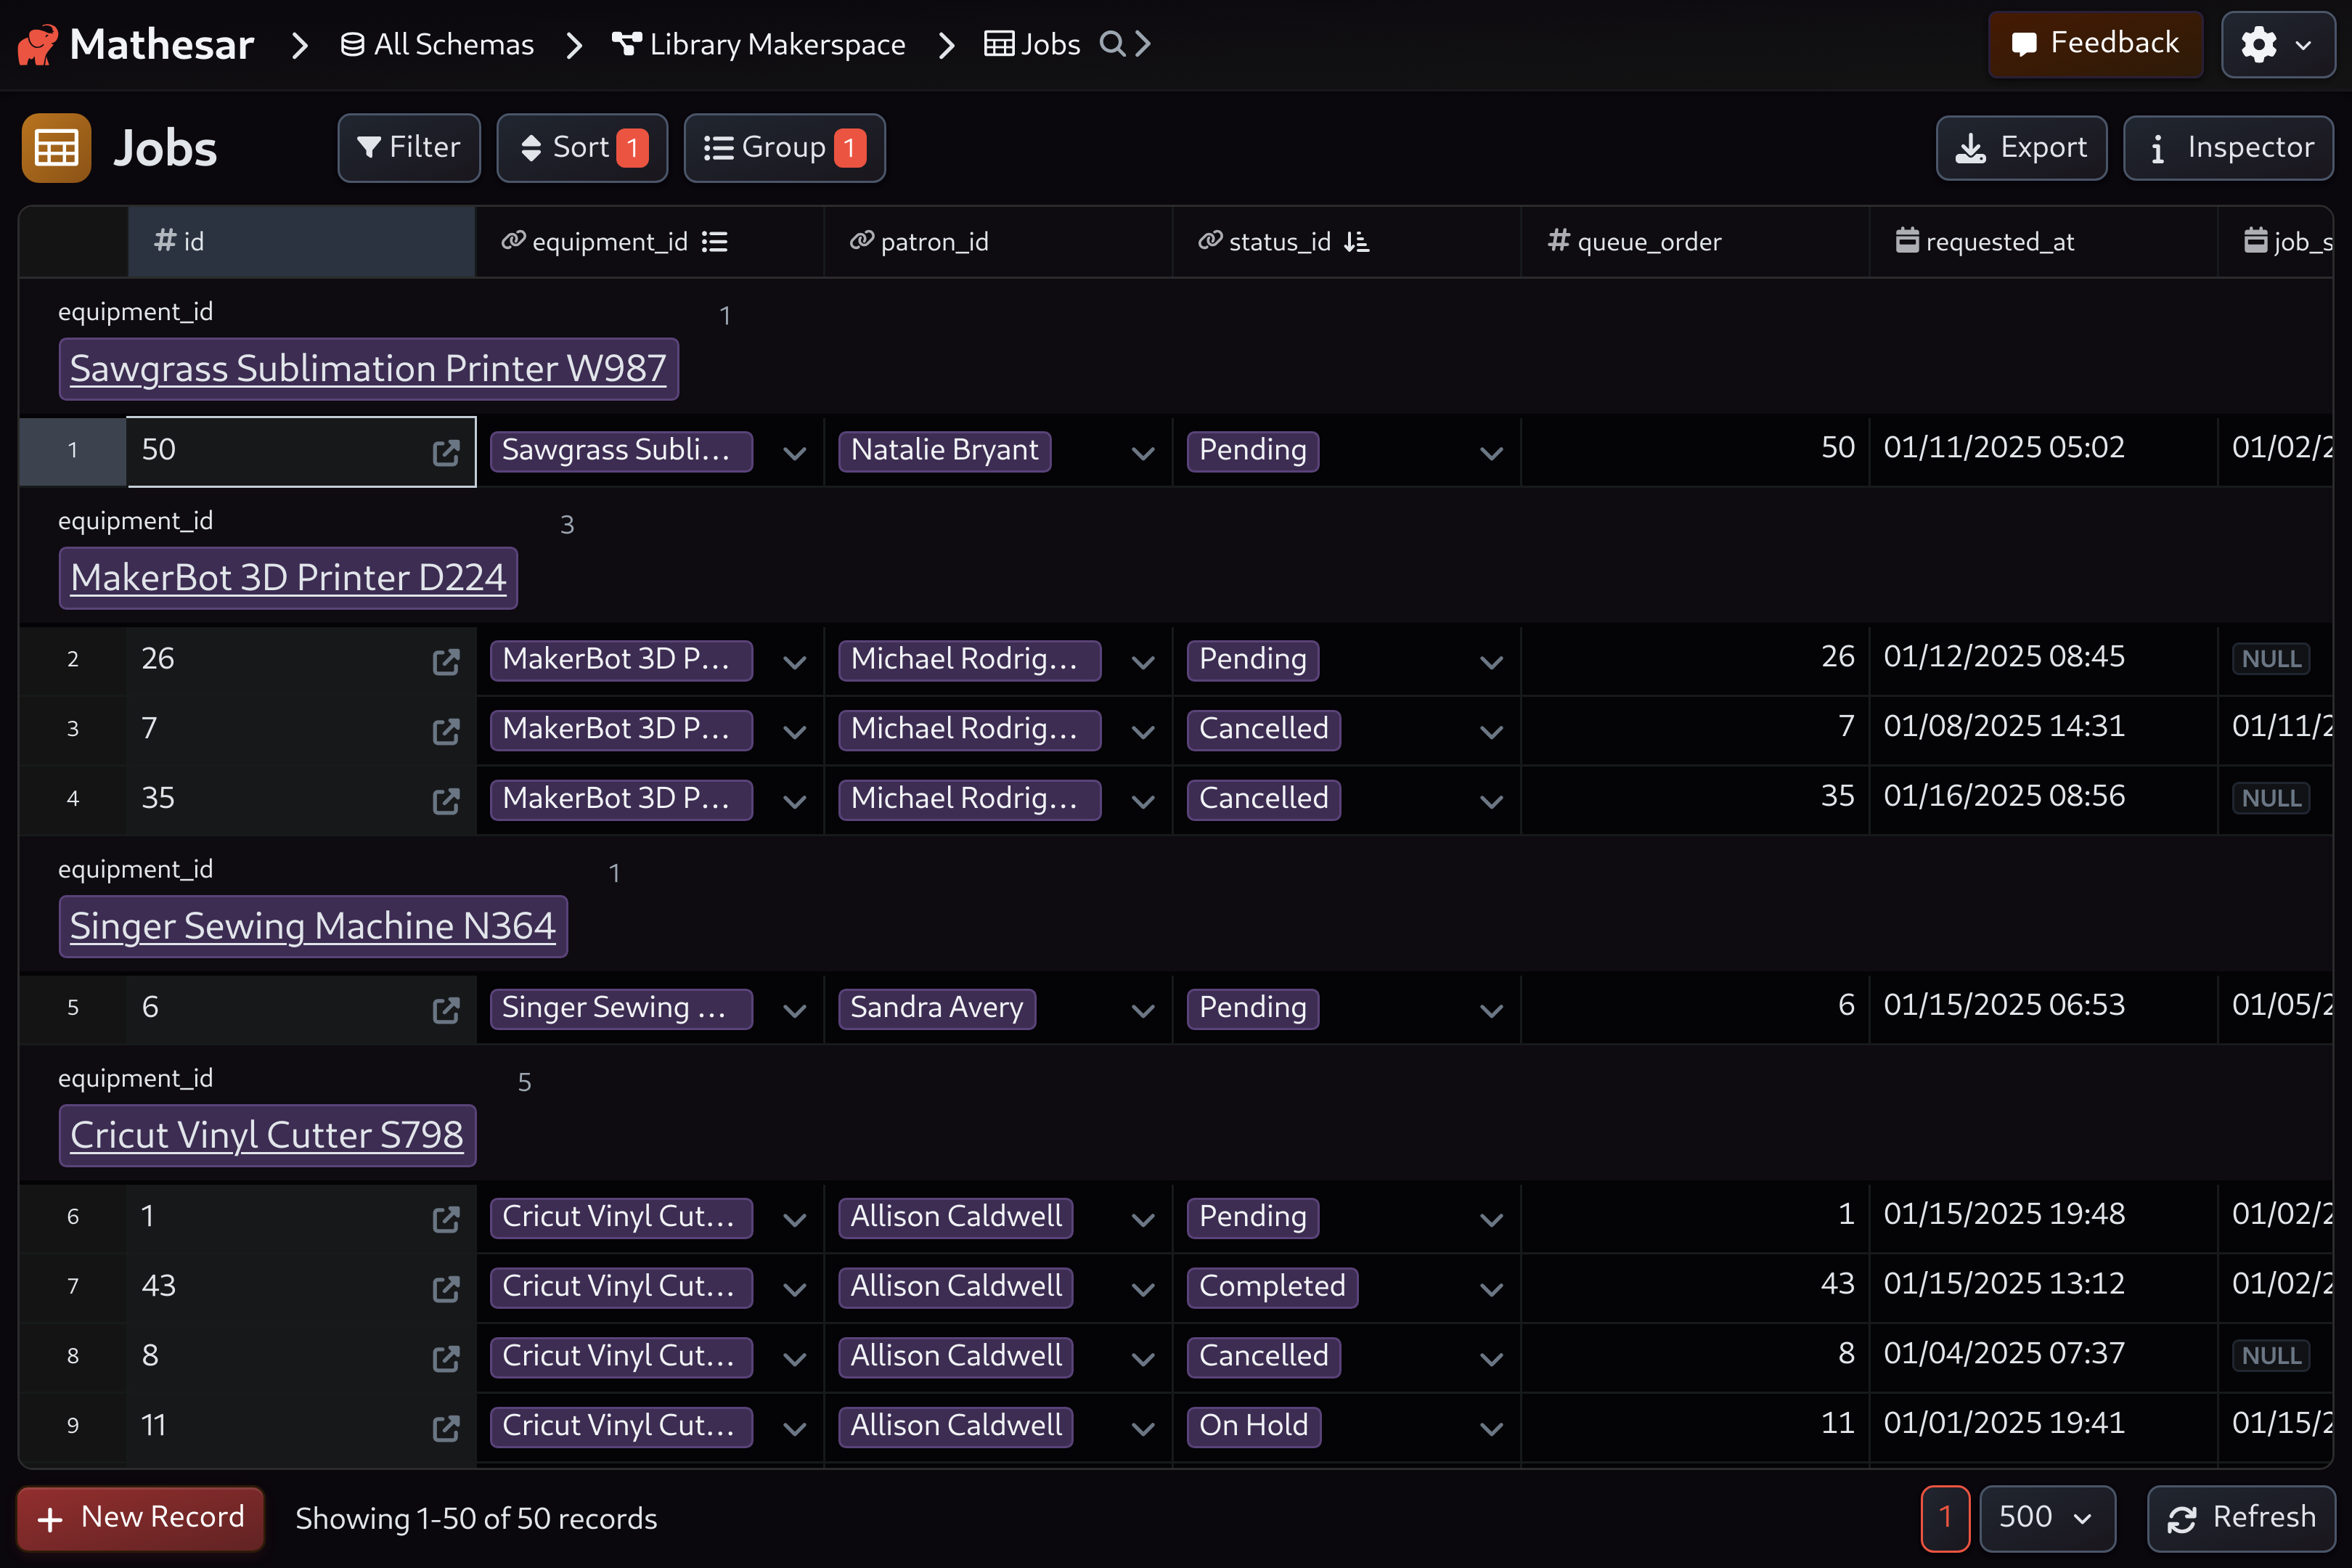 Mathesar All Schemas Library Makerspace Jobs Feedback
Jobs Filter Sort 1 Group 1 Export Inspector
id equipment_id patron_id status_id queue_order requested_at job_s
equipment_id 1
Sawgrass Sublimation Printer W987
1 50 Sawgrass Subli... Natalie Bryant Pending 50 01/11/2025 05:02 01/02/2
equipment_id 3
MakerBot 3D Printer D224
2 26 MakerBot 3D P... Michael Rodrig... Pending 26 01/12/2025 08:45 NULL
3 7 MakerBot 3D P... Michael Rodrig... Cancelled 7 01/08/2025 14:31 01/11/2
4 35 MakerBot 3D P... Michael Rodrig... Cancelled 35 01/16/2025 08:56 NULL
equipment_id 1
Singer Sewing Machine N364
5 6 Singer Sewing ... Sandra Avery Pending 6 01/15/2025 06:53 01/05/2
equipment_id 5
Cricut Vinyl Cutter S798
6 1 Cricut Vinyl Cut... Allison Caldwell Pending 1 01/15/2025 19:48 01/02/2
7 43 Cricut Vinyl Cut... Allison Caldwell Completed 43 01/15/2025 13:12 01/02/2
8 8 Cricut Vinyl Cut... Allison Caldwell Cancelled 8 01/04/2025 07:37 NULL
9 11 Cricut Vinyl Cut... Allison Caldwell On Hold 11 01/01/2025 19:41 01/15/2
New Record Showing 1-50 of 50 records 1 500 Refresh